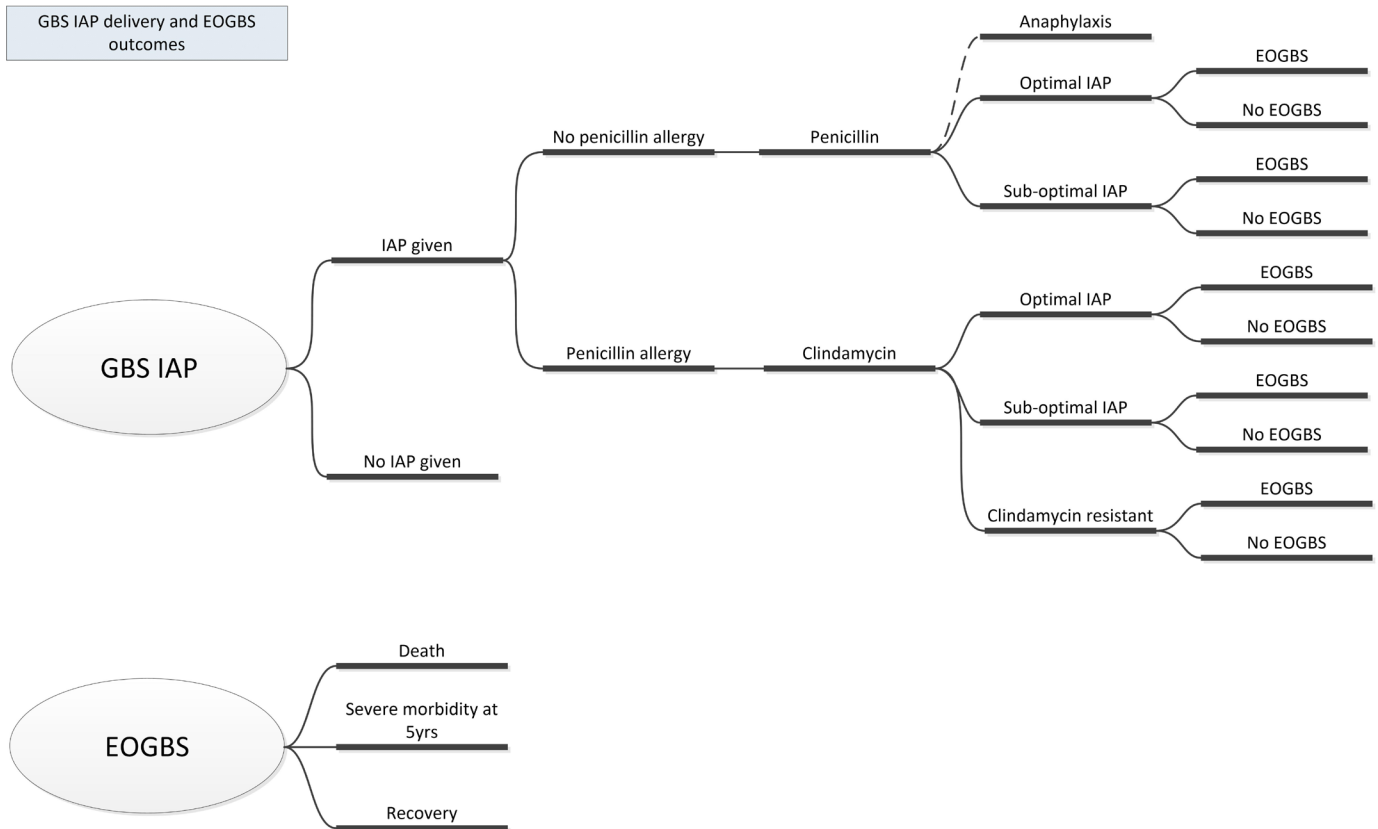 GBS IAP delivery and EOGBS
outcomes
Anaphylaxis
EOGBS
Optimal IAP
No EOGBS
No penicillin allergy
Penicillin
EOGBS
Sub-optimal IAP
No EOGBS
IAP given
EOGBS
Optimal IAP
No EOGBS
GBS IAP
Penicillin allergy
Clindamycin
EOGBS
Sub-optimal IAP
No EOGBS
No IAP given
EOGBS
Clindamycin resistant
No EOGBS
Death
Severe morbidity at
5yrs
EOGBS
Recovery